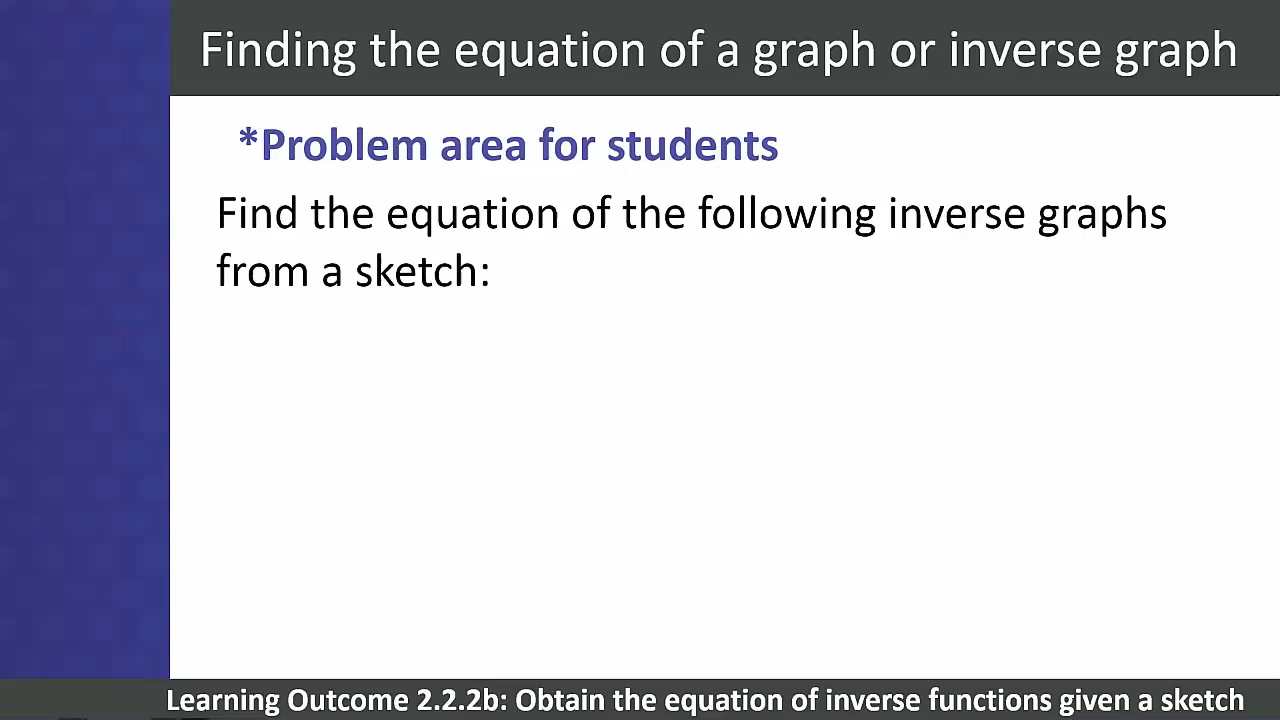 Finding the equation of a graph or inverse graph
*Problem area for students
Find the equation of the following inverse graphs
from a sketch:
Learning Outcome 2.2.2b: Obtain the equation of inverse functions given a sketch